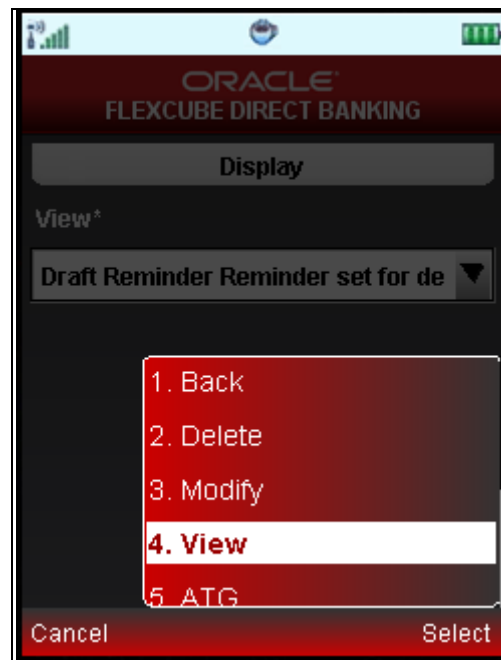 ORACLE
FLEXCUBE DIRECT BANKING
Display
View*
Draft Reminder Reminder set for de
1. Back
2. Delete
3. Modify
4. View
5. ATG
Cancel Select